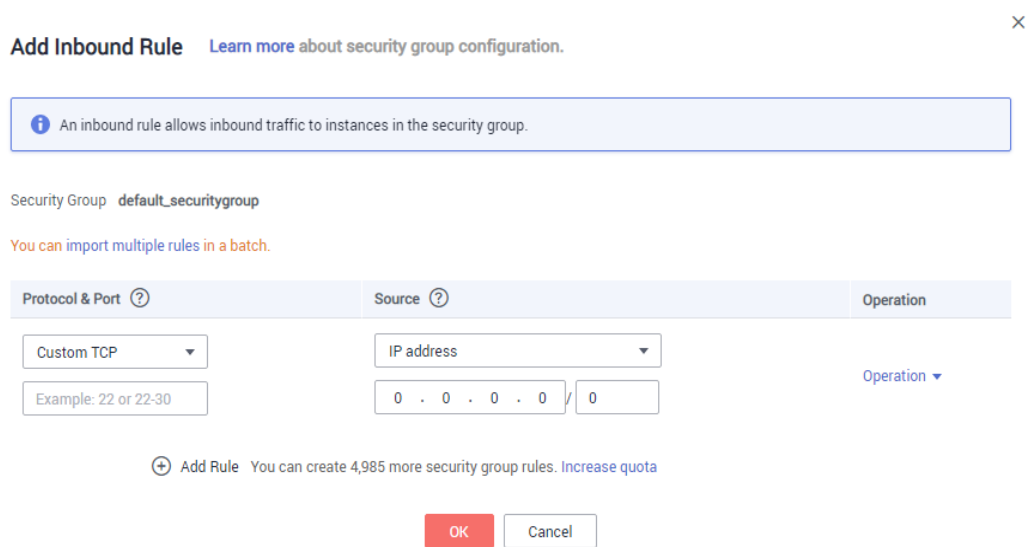 Add Inbound Rule Learn more about security group configuration.
An inbound rule allows inbound traffic to instances in the security group.
Security Group default_securitygroup
You can import multiple rules in a batch.
Protocol & Port Source Operation
Custom TCP IP address
Operation
Example: 22 or 22-30 0 . 0 . 0 . 0 / 0
Add Rule You can create 4,985 more security group rules. Increase quota
OK Cancel